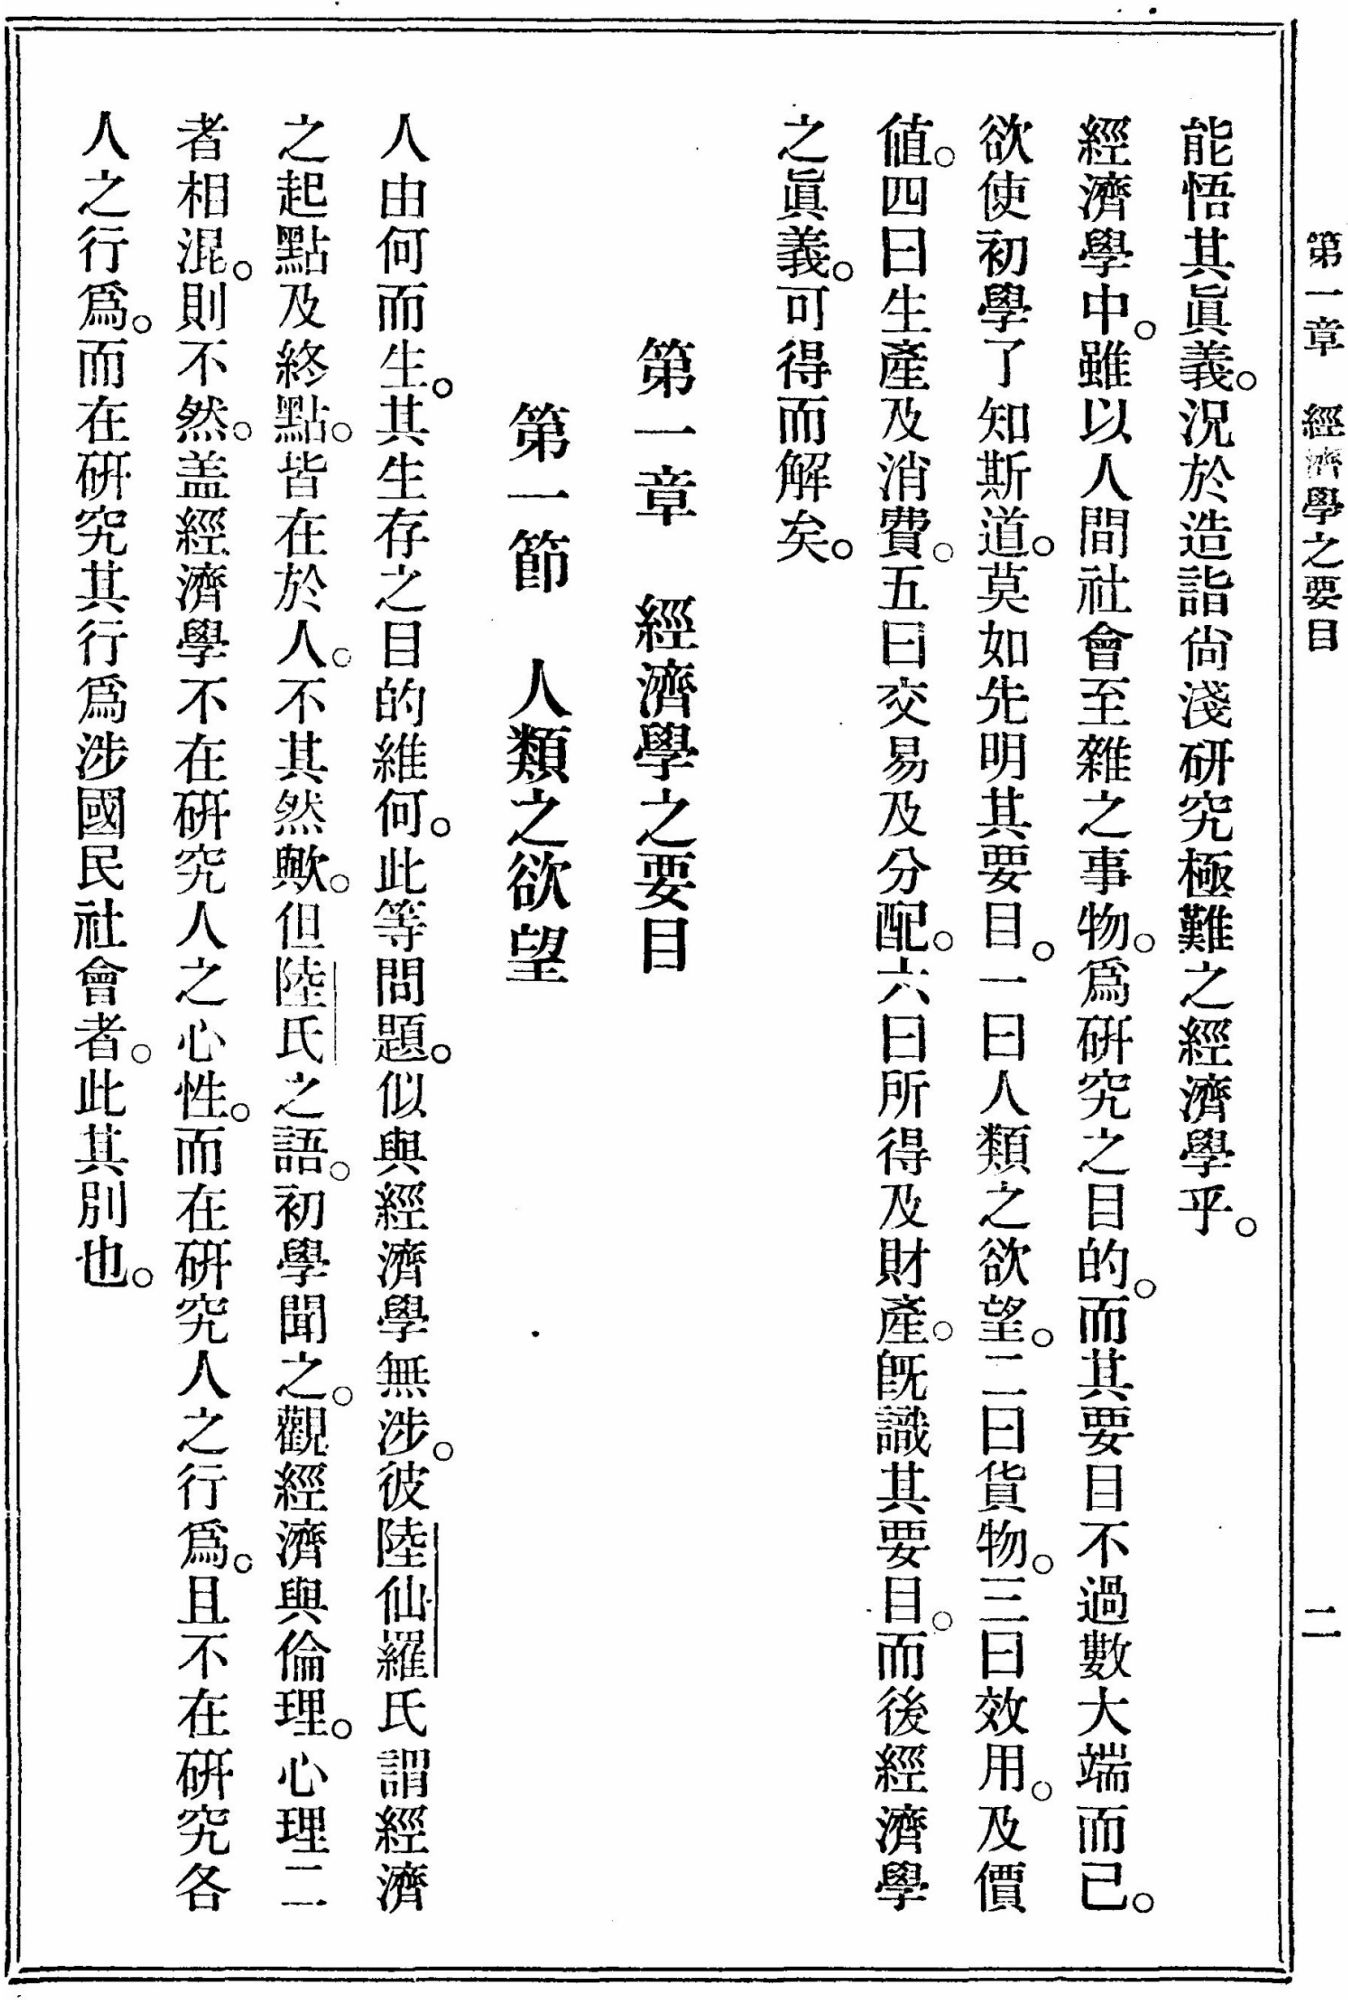 第一章　經濟學之要目　二
能悟其眞義。況於造詣尙淺硏究極難之經濟學乎。
經濟學中。雖以人間社會至雜之事物。爲硏究之目的。而其要目不過數大端而己。
欲使初學了知斯道。莫如先明其要目。一曰人類之欲望。二曰貨物。三曰效用。及價
値。四曰生產及消費。五曰交易及分配。六曰所得及財產。旣識其要目。而後經濟學
之眞義。可得而解矣。
第一章　經濟學之要目
第一節　人類之欲望
人由何而生。其生存之目的維何。此等問題。似與經濟學無涉。彼陸仙羅氏謂經濟
之起點及終點。皆在於人。不其然歟。但陸氏之語。初學聞之。觀經濟與倫理。心理二
者相混。則不然。盖經濟學不在硏究人之心性。而在硏究人之行爲。且不在硏究各
人之行爲。而在硏究其行爲涉國民社會者。此其別也。